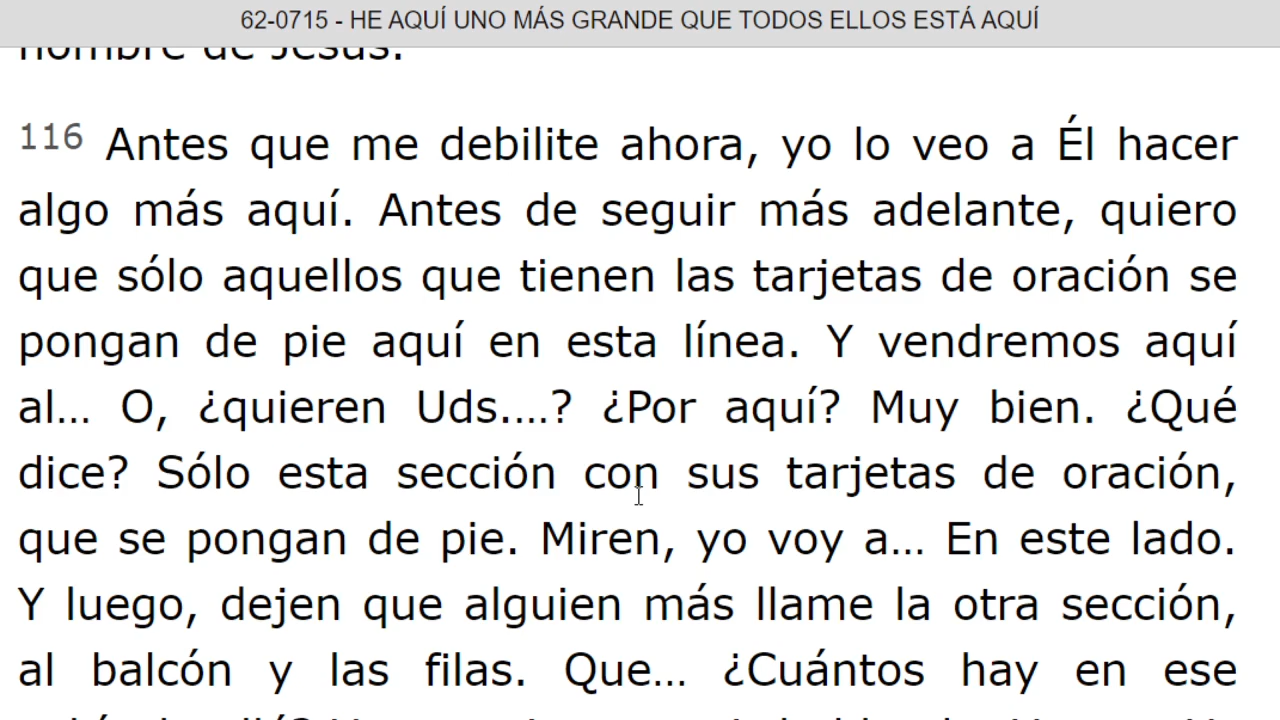 62-0715 - HE AQUÍ UNO MÁS GRANDE QUE TODOS ELLOS ESTÁ AQUÍ
nombre de Jesús.
116 Antes que me debilite ahora, yo lo veo a Él hacer
algo más aquí. Antes de seguir más adelante, quiero
que sólo aquellos que tienen las tarjetas de oración se
pongan de pie aquí en esta línea. Y vendremos aquí
al… O, ¿quieren Uds.…? ¿Por aquí? Muy bien. ¿Qué
dice? Sólo esta sección con sus tarjetas de oración,
que se pongan de pie. Miren, yo voy a… En este lado.
Y luego, dejen que alguien más llame la otra sección,
al balcón y las filas. Que… ¿Cuántos hay en ese